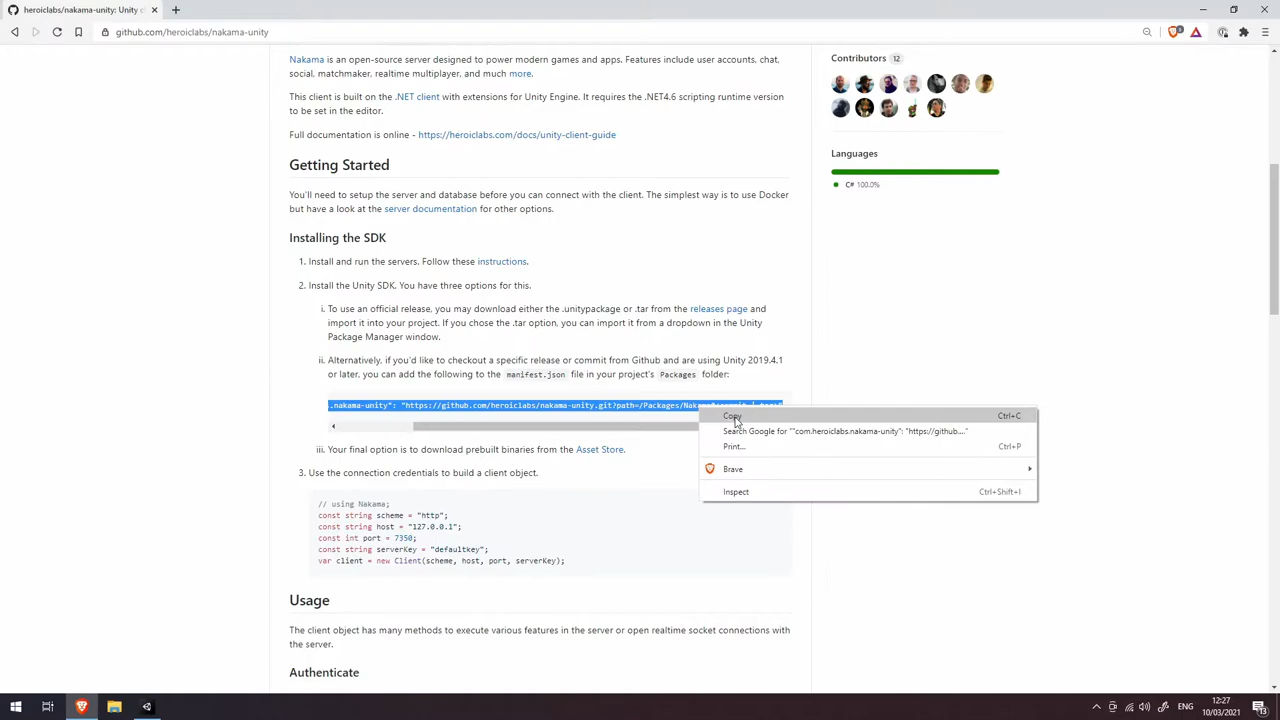 heroiclabs/nakama-unity: Unity c
github.com/heroiclabs/nakama-unity
Nakama is an open-source server designed to power modern games and apps. Features include user accounts, chat,
social, matchmaker, realtime multiplayer, and much more.
This client is built on the .NET client with extensions for Unity Engine. It requires the .NET4.6 scripting runtime version
to be set in the editor.
Full documentation is online - https://heroiclabs.com/docs/unity-client-guide
Getting Started
You'll need to setup the server and database before you can connect with the client. The simplest way is to use Docker
but have a look at the server documentation for other options.
Installing the SDK
1. Install and run the servers. Follow these instructions.
2. Install the Unity SDK. You have three options for this.
i. To use an official release, you may download either the .unitypackage or .tar from the releases page and
import it into your project. If you chose the .tar option, you can import it from a dropdown in the Unity
Package Manager window.
ii. Alternatively, if you'd like to checkout a specific release or commit from Github and are using Unity 2019.4.1
or later, you can add the following to the manifest.json file in your project's Packages folder:
.nakama-unity": "https://github.com/heroiclabs/nakama-unity.git?path=/Packages/Nakama
iii. Your final option is to download prebuilt binaries from the Asset Store.
3. Use the connection credentials to build a client object.
// using Nakama;
const string scheme = "http";
const string host = "127.0.0.1";
const int port = 7350;
const string serverKey = "defaultkey";
var client = new Client(scheme, host, port, serverKey);
Usage
The client object has many methods to execute various features in the server or open realtime socket connections with
the server.
Authenticate
Contributors 12
Languages
C# 100.0%
Copy Ctrl+C
Search Google for ""com.heroiclabs.nakama-unity": "https://github...."
Print... Ctrl+P
Brave
Inspect Ctrl+Shift+I
ENG
12:27
10/03/2021